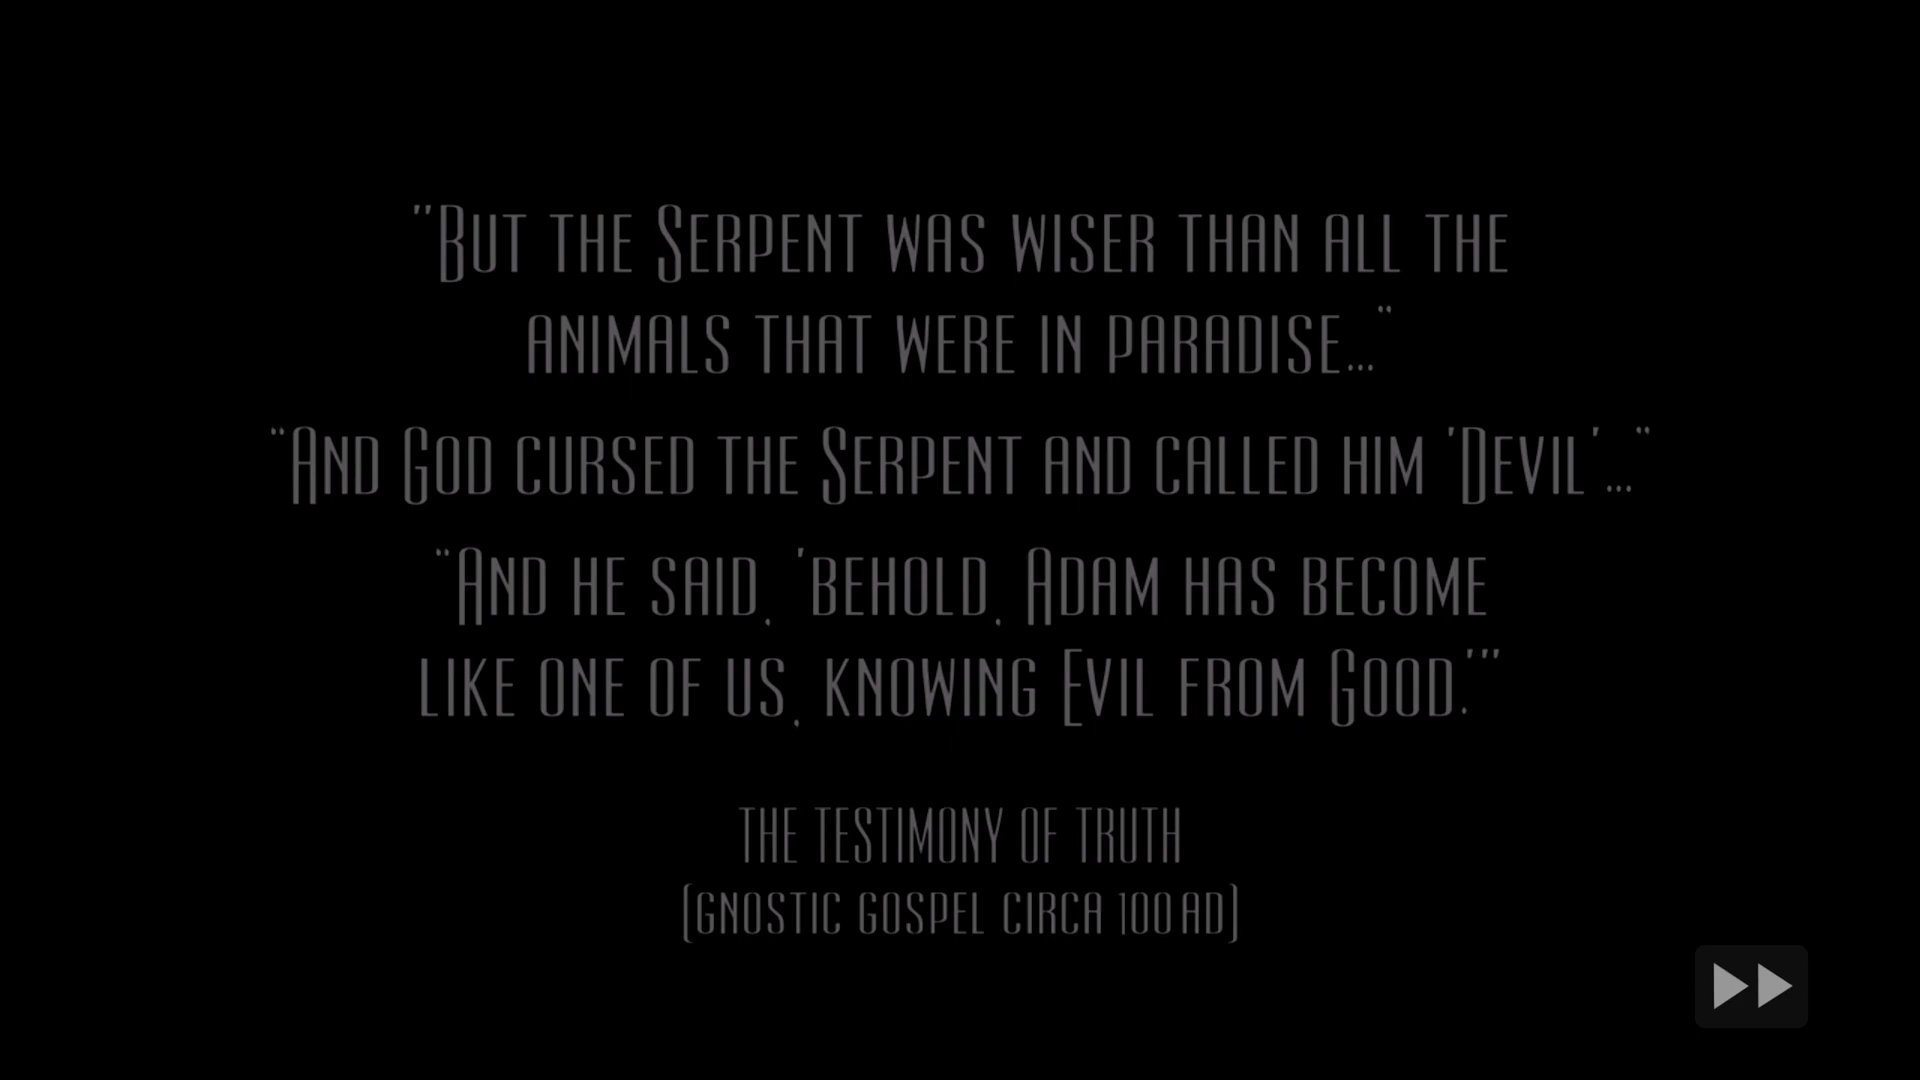 "But the Serpent was wiser than all the
animals that were in paradise..."
"And God cursed the Serpent and called him 'Devil'..."
"And he said, 'behold, Adam has become
like one of us, knowing Evil from Good.'"
THE TESTIMONY OF TRUTH
(GNOSTIC GOSPEL CIRCA 100 AD)